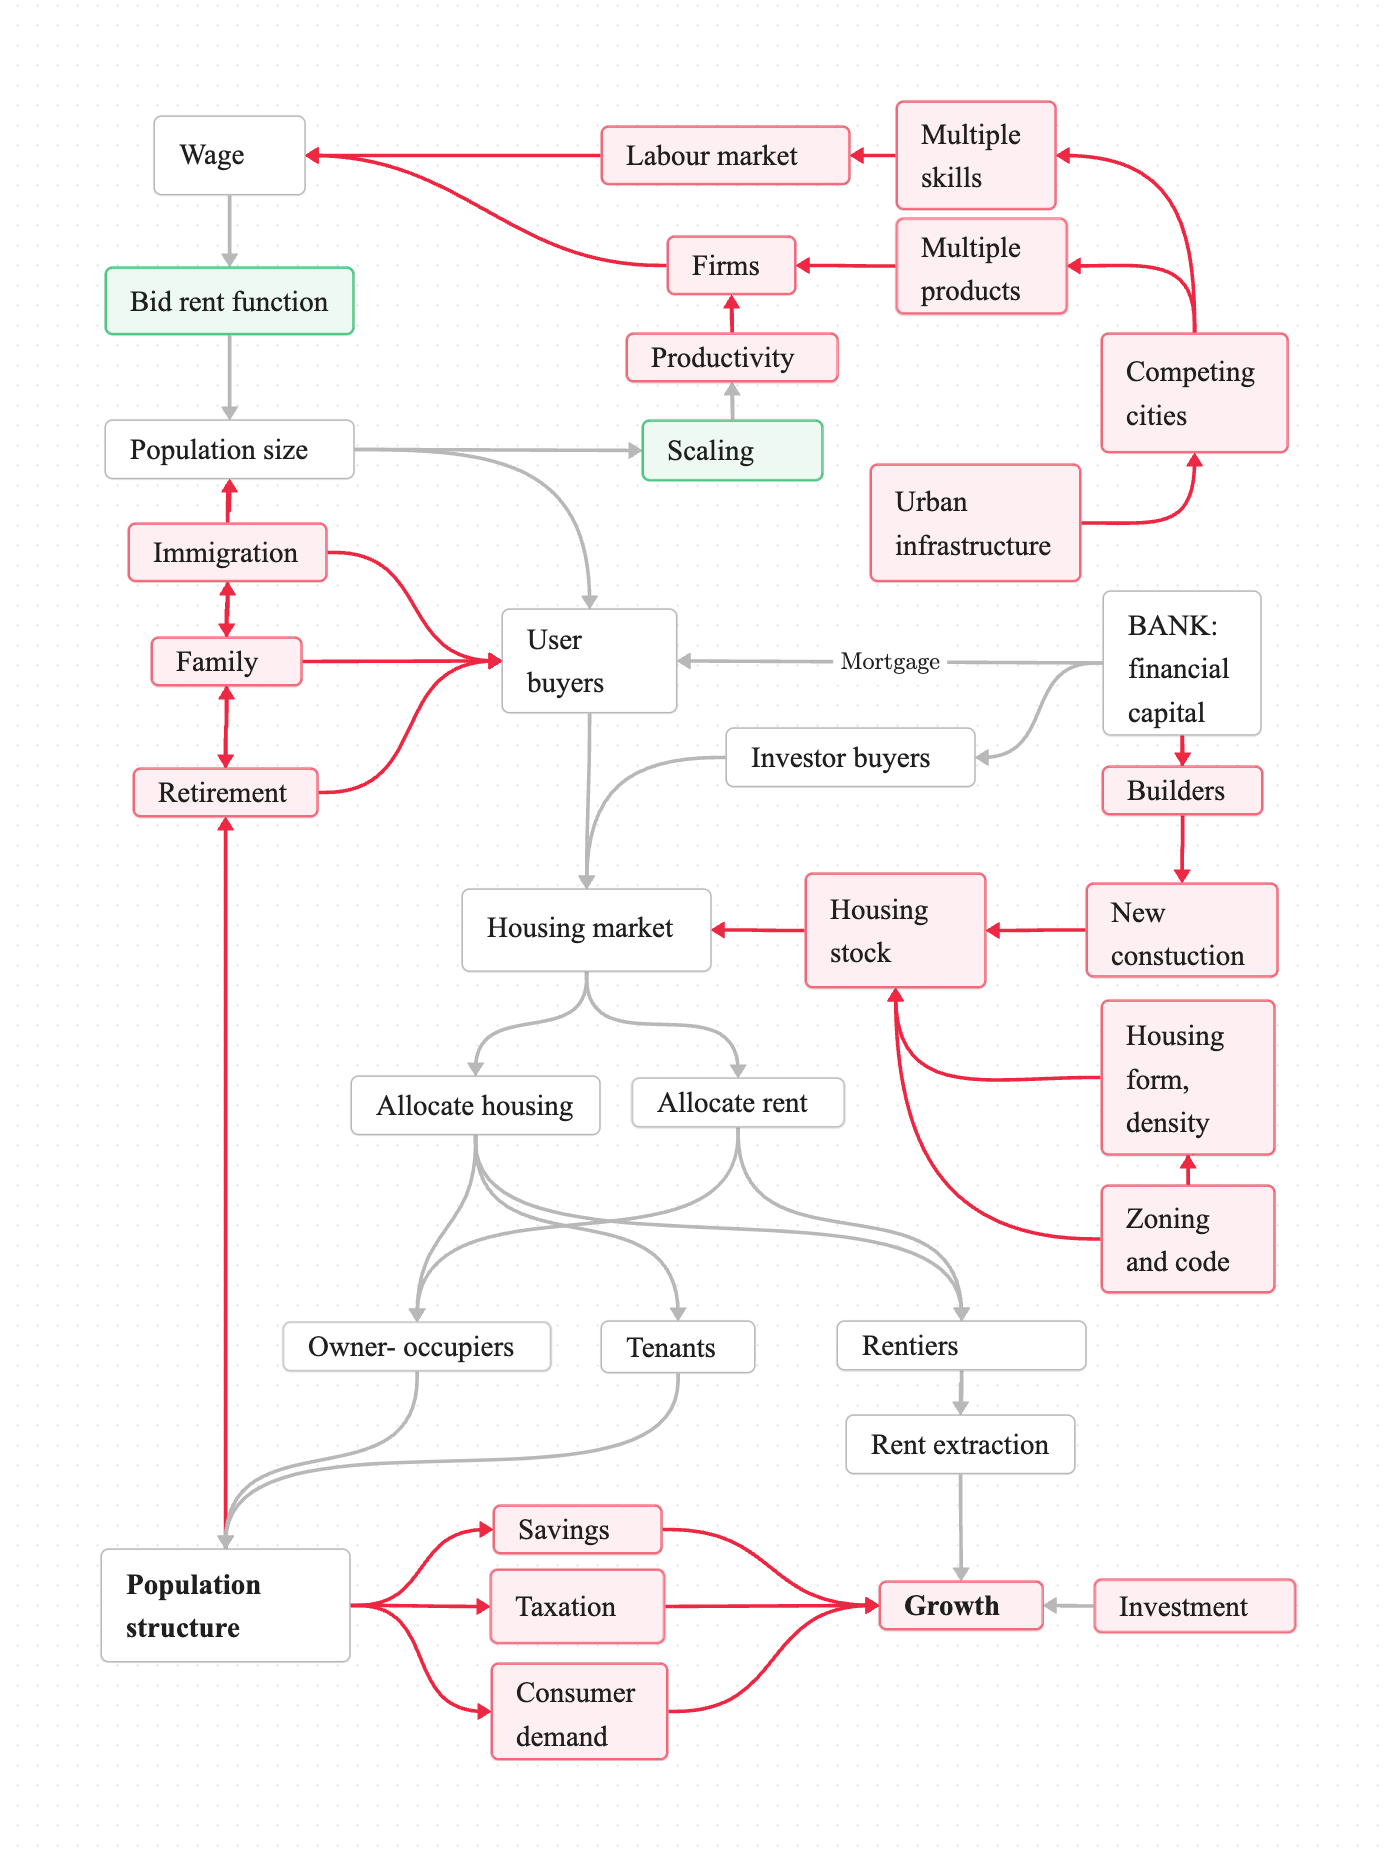 Wage
Labour market
Multiple
skills
Firms
Multiple
products
Bid rent function
Productivity
Competing
cities
Population size
Scaling
Urban
infrastructure
Immigration
User
buyers
Mortgage
BANK:
financial
capital
Family
Investor buyers
Retirement
Builders
Housing market
Housing
stock
New
constuction
Housing
form,
density
Allocate housing
Allocate rent
Zoning
and code
Owner- occupiers
Tenants
Rentiers
Rent extraction
Savings
Population
structure
Taxation
Growth
Investment
Consumer
demand